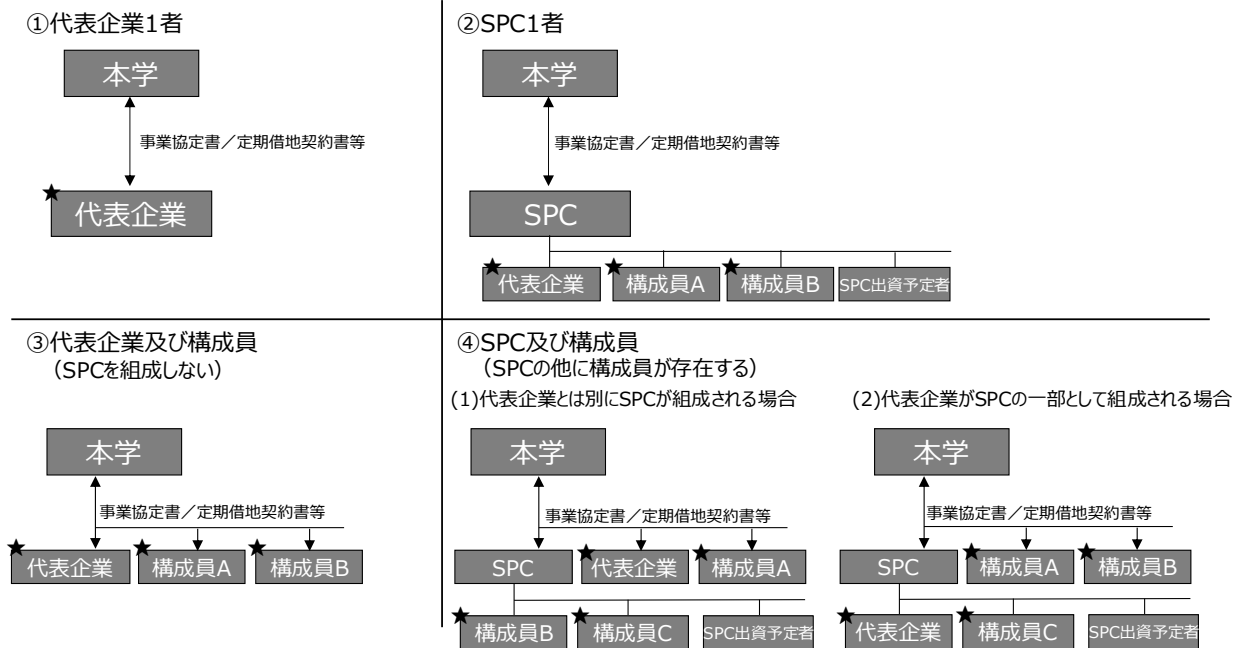 ①代表企業1者
本学
事業協定書／定期借地契約書等
★
代表企業
②SPC1者
本学
事業協定書／定期借地契約書等
SPC
★ ★ ★
代表企業 構成員A 構成員B SPC出資予定者
③代表企業及び構成員
（SPCを組成しない）
本学
事業協定書／定期借地契約書等
★ ★ ★
代表企業 構成員A 構成員B
④SPC及び構成員
（SPCの他に構成員が存在する）
(1)代表企業とは別にSPCが組成される場合
本学
事業協定書／定期借地契約書等
★ ★
SPC 代表企業 構成員A
★ ★
構成員B 構成員C SPC出資予定者
(2)代表企業がSPCの一部として組成される場合
本学
事業協定書／定期借地契約書等
★ ★
SPC 構成員A 構成員B
★ ★
代表企業 構成員C SPC出資予定者